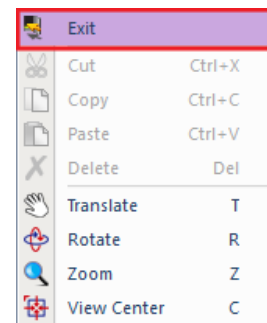 Exit
Cut Ctrl+X
Copy Ctrl+C
Paste Ctrl+V
Delete Del
Translate T
Rotate R
Zoom Z
View Center C